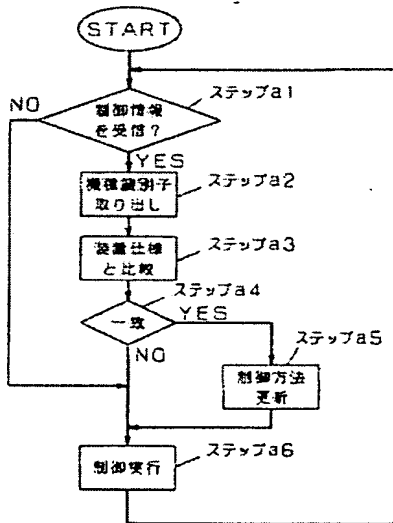 START
ステップa1
NO
制御情報
を受信?
YES
機種識別子
取り出し
ステップa2
装置仕様
と比較
ステップa3
ステップa4
一致
YES
NO
ステップa5
制御方法
更新
ステップa6
制御実行